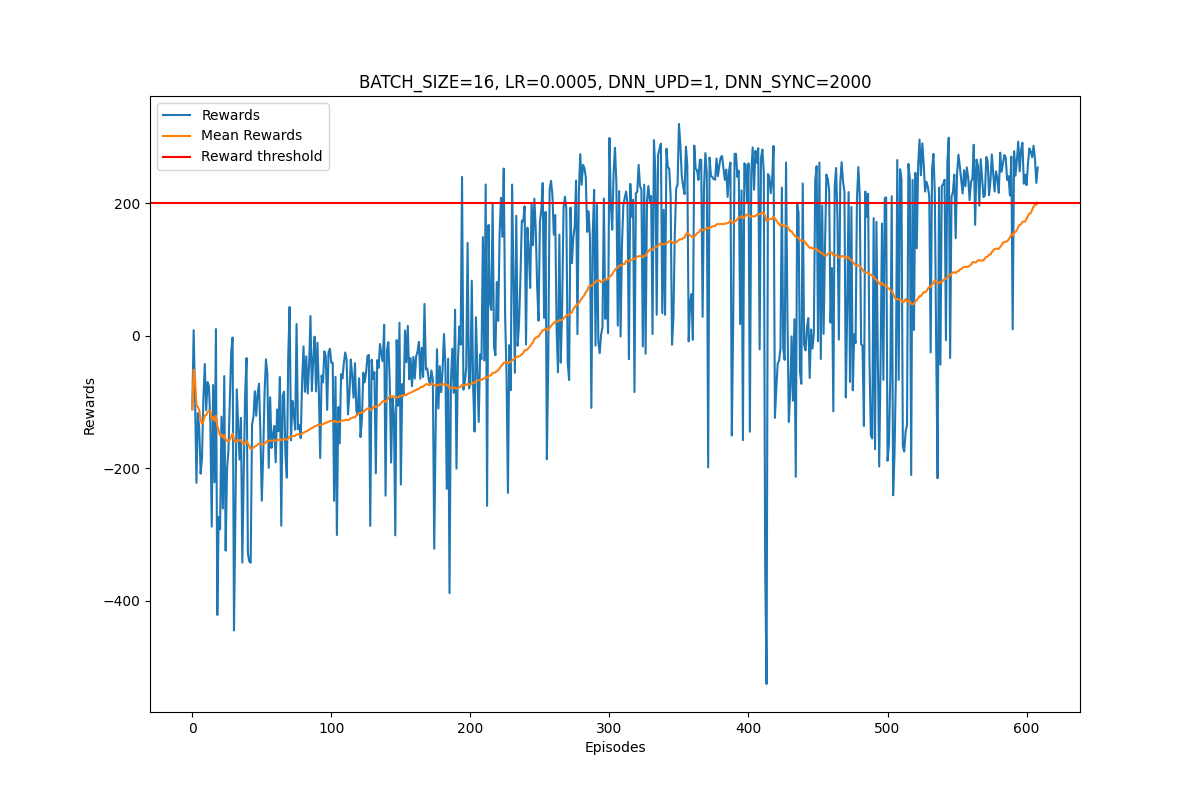 BATCH_SIZE=16, LR=0.0005, DNN_UPD=1, DNN_SYNC=2000
Rewards
Mean Rewards
Reward threshold
200
0
−200
−400
Rewards
0
100
200
300
400
500
600
Episodes